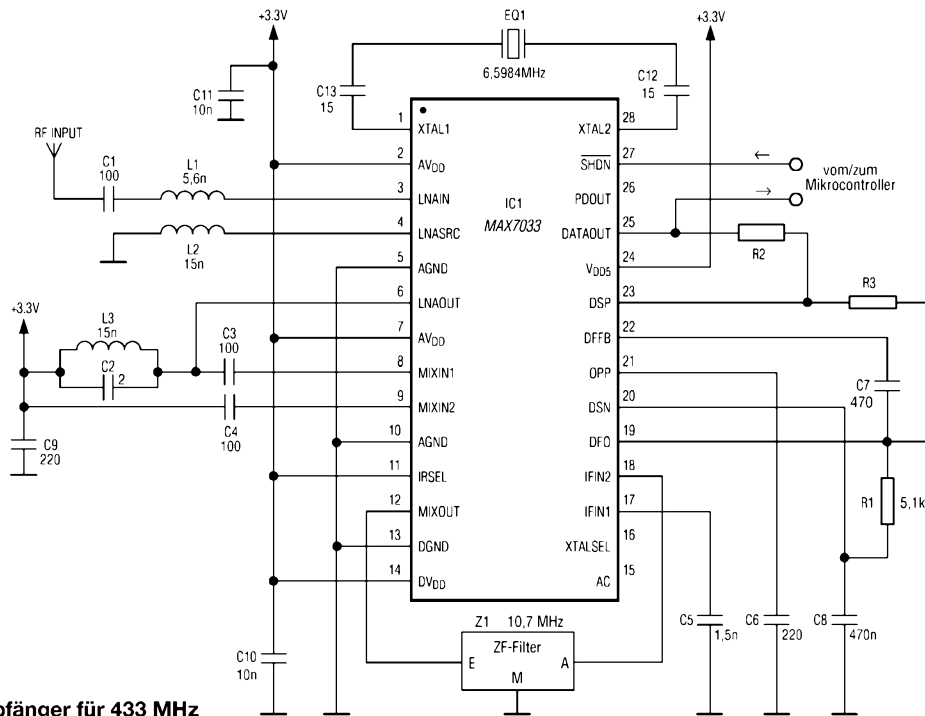 +3.3V
EQ1
+3.3V
6,5984MHz
C11
10n
C13
15
C12
15
RF INPUT
C1
100
L1
5,6n
L2
15n
1 XTAL1
2 AVDD
3 LNAIN
4 LNASRC
5 AGND
6 LNAOUT
7 AVDD
8 MIXIN1
9 MIXIN2
10 AGND
11 IRSEL
12 MIXOUT
13 DGND
14 DVDD
IC1
MAX7033
XTAL2 28
SHDN 27
PDOUT 26
DATAOUT 25
VDD5 24
DSP 23
DFFB 22
OPP 21
DSN 20
DFO 19
IFIN2 18
IFIN1 17
XTALSEL 16
AC 15
← vom/zum
→ Mikrocontroller
R2
R3
+3.3V
L3
15n
C2
2
C3
100
C4
100
C9
220
C7
470
R1 5,1k
Z1 10,7 MHz
ZF-Filter
E A
M
C10
10n
C5
1,5n
C6
220
C8
470n
pfänger für 433 MHz